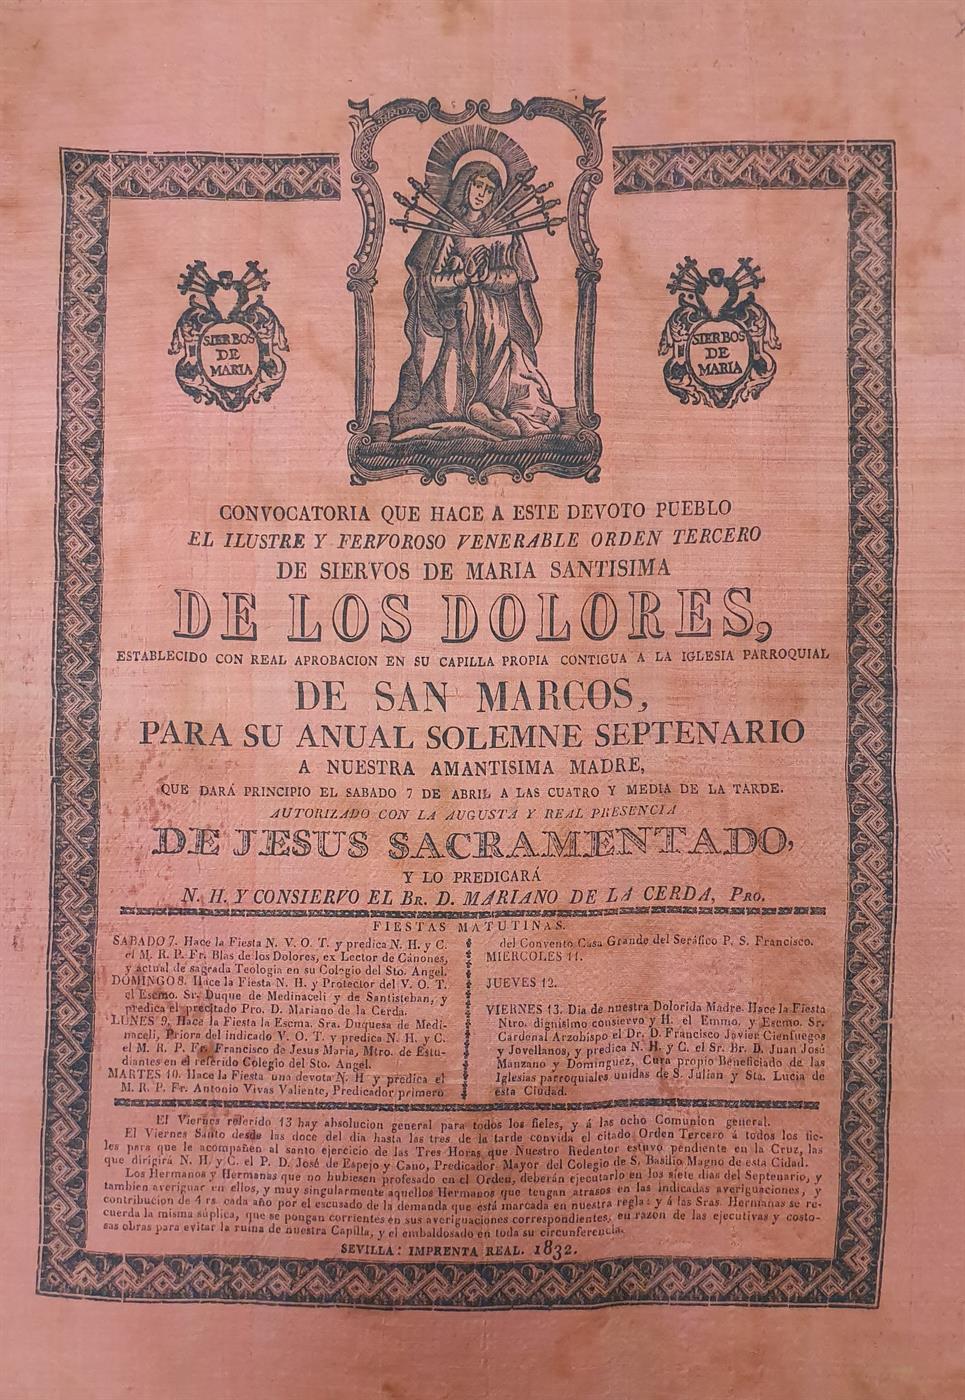 SIERBOS
DE
MARIA
SIERBOS
DE
MARIA
CONVOCATORIA QUE HACE A ESTE DEVOTO PUEBLO
EL ILUSTRE Y FERVOROSO VENERABLE ORDEN TERCERO
DE SIERVOS DE MARIA SANTISIMA
DE LOS DOLORES,
ESTABLECIDO CON REAL APROBACION EN SU CAPILLA PROPIA CONTIGUA A LA IGLESIA PARROQUIAL
DE SAN MARCOS,
PARA SU ANUAL SOLEMNE SEPTENARIO
A NUESTRA AMANTISIMA MADRE,
QUE DARÁ PRINCIPIO EL SABADO 7 DE ABRIL A LAS CUATRO Y MEDIA DE LA TARDE.
AUTORIZADO CON LA AUGUSTA Y REAL PRESENCIA
DE JESUS SACRAMENTADO,
Y LO PREDICARÁ
N. H. Y CONSIERVO EL BR. D. MARIANO DE LA CERDA, PRO.
FIESTAS MATUTINAS.
SABADO 7. Hace la Fiesta N. V. O. T. y predica N. H. y C.
el M. R. P. Fr. Blas de los Dolores, ex Lector de Cánones,
y actual de sagrada Teologia en su Colegio del Sto. Angel.
DOMINGO 8. Hace la Fiesta N. H. y Protector del V. O. T.
el Escmo. Sr. Duque de Medinaceli y de Santisteban, y
predica el precitado Pro. D. Mariano de la Cerda.
LUNES 9. Hace la Fiesta la Escma. Sra. Duquesa de Medi-
naceli, Priora del indicado V. O. T. y predica N. H. y C.
el M. R. P. Fr. Francisco de Jesus Maria, Mtro. de Estu-
diantes en el referido Colegio del Sto. Angel.
MARTES 10. Hace la Fiesta una devota N. H y predica el
M. R. P. Fr. Antonio Vivas Valiente, Predicador primero
del Convento Casa Grande del Seráfico P. S. Francisco.
MIERCOLES 11.
JUEVES 12.
VIERNES 13. Dia de nuestra Dolorida Madre. Hace la Fiesta
Ntro. dignisimo consiervo y H. el Emmo. y Escmo. Sr.
Cardenal Arzobispo el Dr. D. Francisco Javier Cienfuegos
y Jovellanos, y predica N. H. y C. el Sr. Br. D. Juan José
Manzano y Dominguez, Cura propio Beneficiado de las
Iglesias parroquiales unidas de S. Julian y Sta. Lucia de
esta Ciudad.
El Viernes referido 13 hay absolucion general para todos los fieles, y á las ocho Comunion general.
El Viernes Santo desde las doce del dia hasta las tres de la tarde convida el citado Orden Tercero á todos los fie-
les para que le acompañen al santo ejercicio de las Tres Horas que Nuestro Redentor estuvo pendiente en la Cruz, las
que dirigirá N. H. y C. el P. D. José de Espejo y Cano, Predicador Mayor del Colegio de S. Basilio Magno de esta Cidad.
Los Hermanos y Hermanas que no hubiesen profesado en el Orden, deberán ejecutarlo en los siete dias del Septenario, y
tambien averiguar en ellos, y muy singularmente aquellos Hermanos que tengan atrasos en las indicadas averiguaciones, y
contribucion de 4 rs. cada año por el escusado de la demanda que está marcada en nuestra regla: y á las Sras. Hermanas se re-
cuerda la misma súplica, que se pongan corrientes en sus averiguaciones correspondientes, en razon de las ejecutivas y costo-
sas obras para evitar la ruina de nuestra Capilla, y el embaldosado en toda su circunferencia.
SEVILLA: IMPRENTA REAL. 1832.